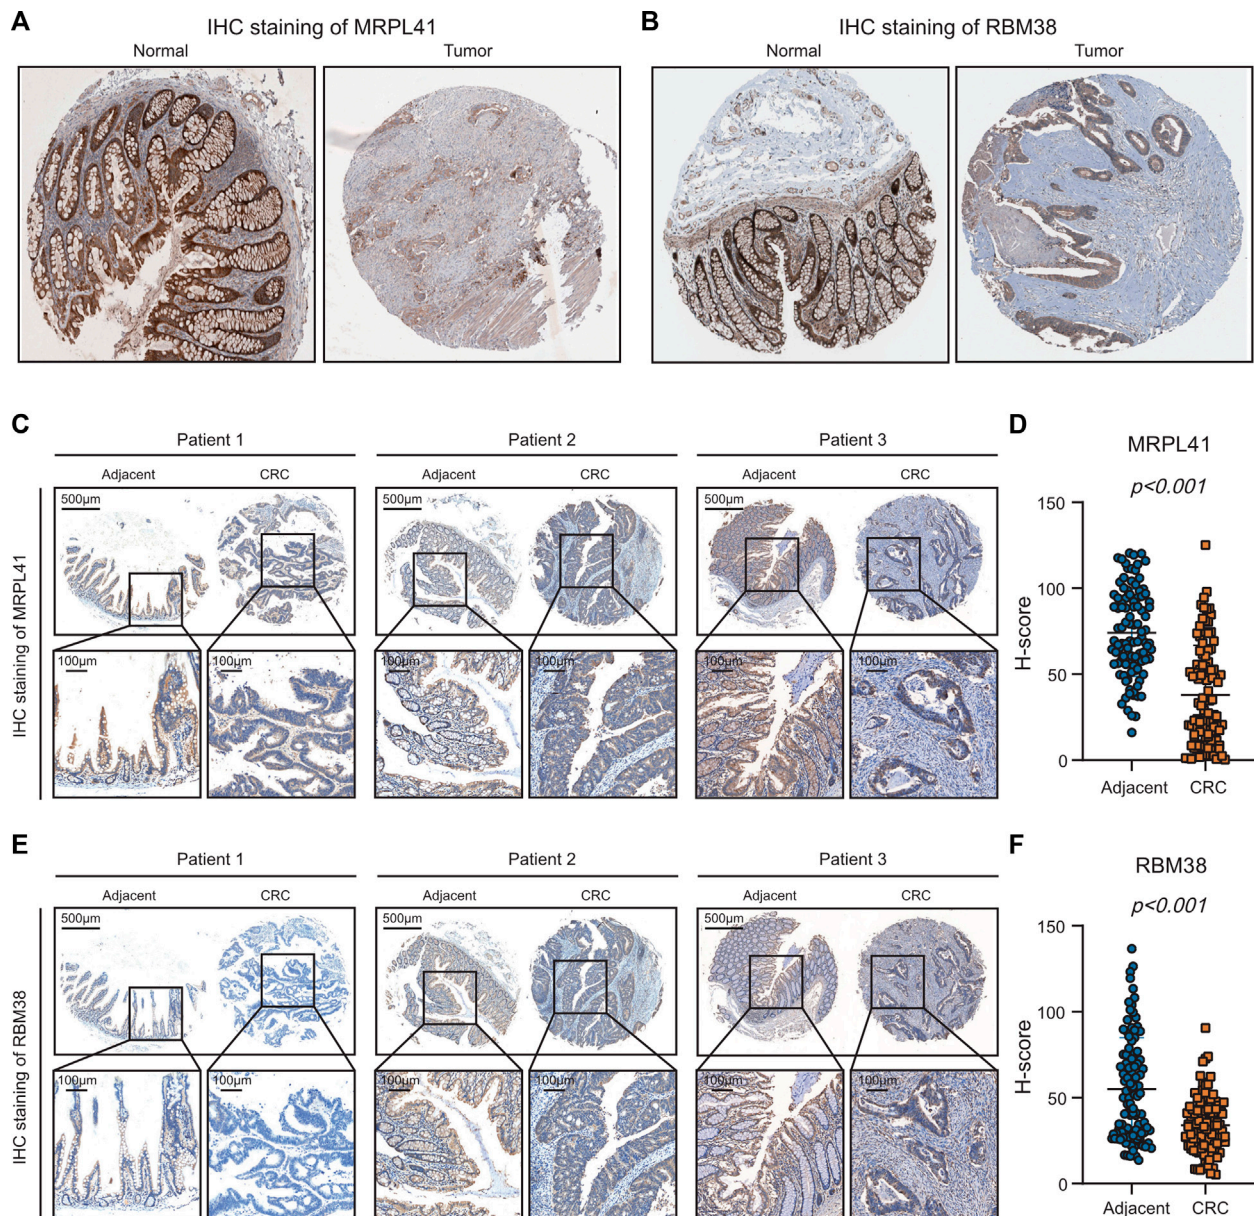 A
IHC staining of MRPL41
Normal
Tumor
B
IHC staining of RBM38
Normal
Tumor
C
Patient 1
Patient 2
Patient 3
Adjacent
CRC
Adjacent
CRC
Adjacent
CRC
IHC staining of MRPL41
500μm
500μm
500μm
100μm
100μm
100μm
100μm
100μm
100μm
D
MRPL41
p<0.001
H-score
150
100
50
0
Adjacent
CRC
E
Patient 1
Patient 2
Patient 3
Adjacent
CRC
Adjacent
CRC
Adjacent
CRC
IHC staining of RBM38
500μm
500μm
500μm
100μm
100μm
100μm
100μm
100μm
100μm
F
RBM38
p<0.001
H-score
150
100
50
0
Adjacent
CRC